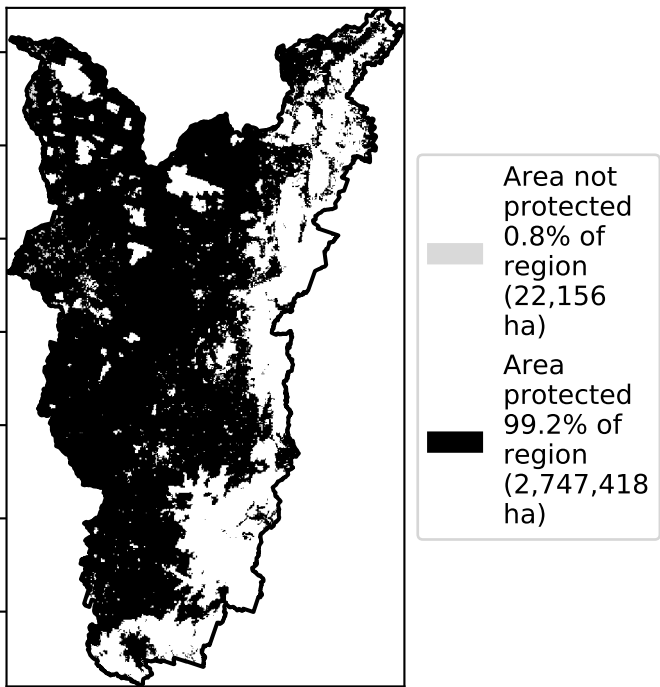 Area not
protected
0.8% of
region
(22,156
ha)
Area
protected
99.2% of
region
(2,747,418
ha)